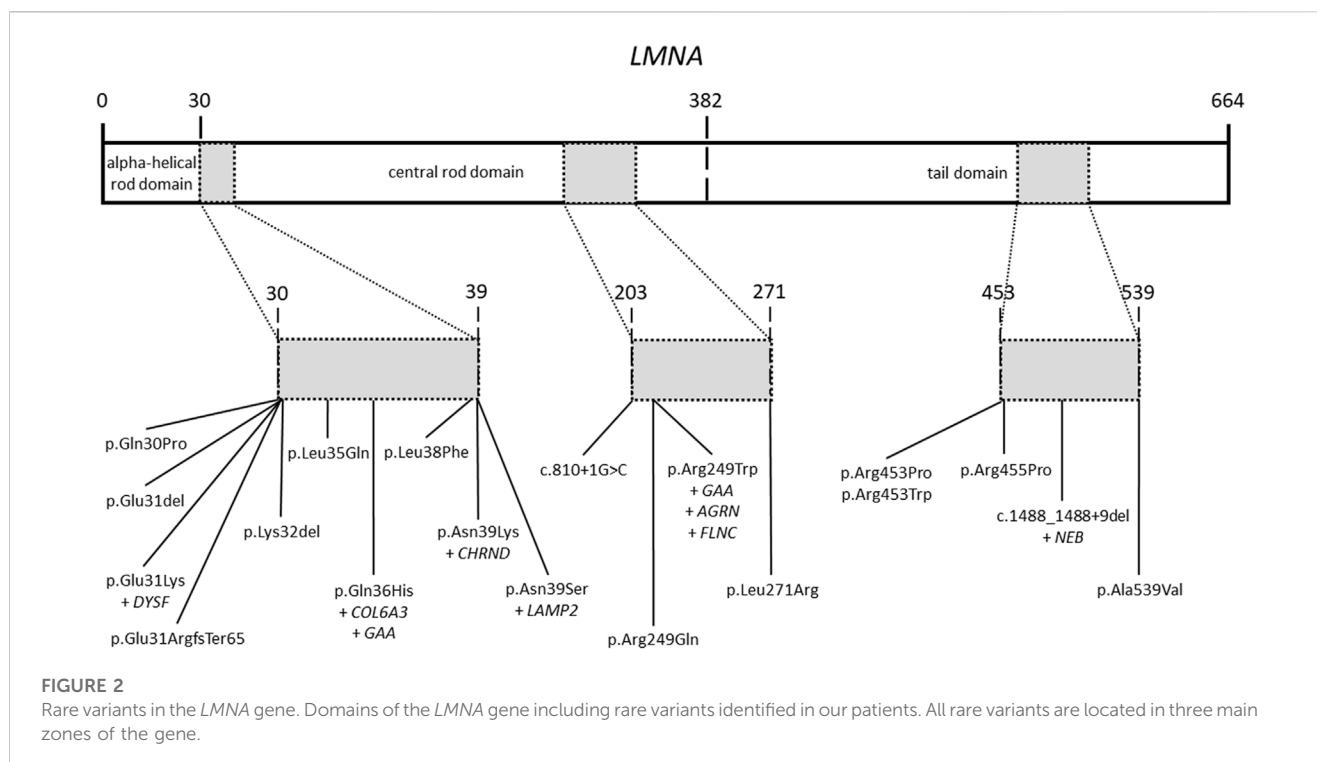 LMNA
0 30 382 664
alpha-helical
rod domain
central rod domain
tail domain
30 39 203 271 453 539
p.Gln30Pro
p.Glu31del
p.Glu31Lys
+ DYSF
p.Glu31ArgfsTer65
p.Lys32del
p.Leu35Gln
p.Gln36His
+ COL6A3
+ GAA
p.Leu38Phe
p.Asn39Lys
+ CHRND
p.Asn39Ser
+ LAMP2
c.810+1G>C
p.Arg249Gln
p.Arg249Trp
+ GAA
+ AGRN
+ FLNC
p.Leu271Arg
p.Arg453Pro
p.Arg453Trp
p.Arg455Pro
c.1488_1488+9del
+ NEB
p.Ala539Val
FIGURE 2
Rare variants in the LMNA gene. Domains of the LMNA gene including rare variants identified in our patients. All rare variants are located in three main
zones of the gene.